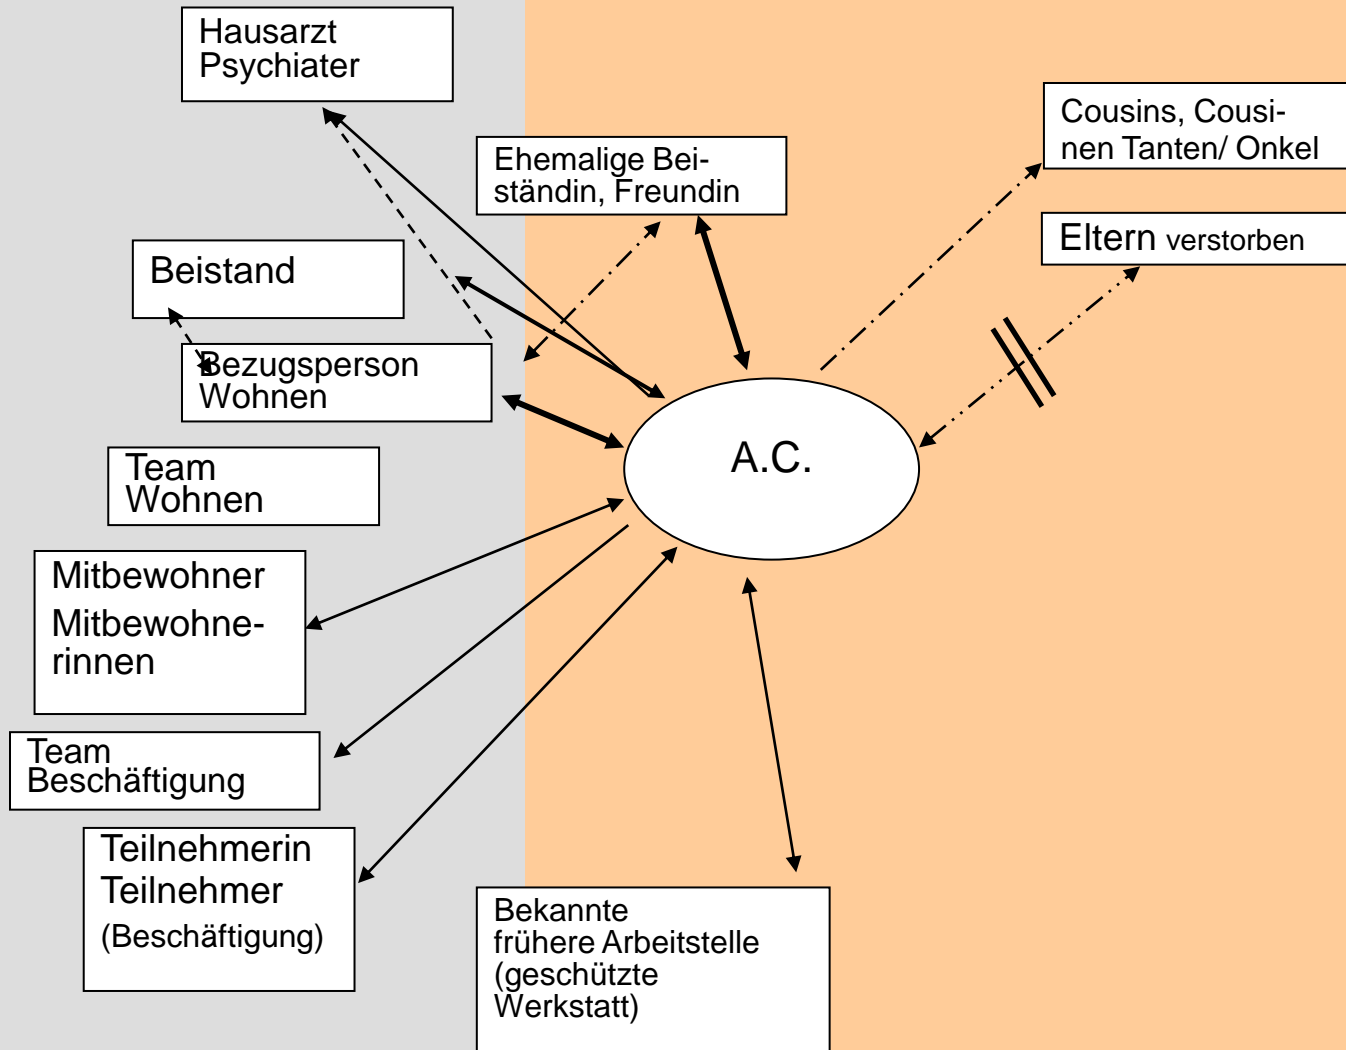 Hausarzt
Psychiater
Ehemalige Bei-
ständin, Freundin
Cousins, Cousi-
nen Tanten/ Onkel
Eltern verstorben
Beistand
Bezugsperson
Wohnen
A.C.
Team
Wohnen
Mitbewohner
Mitbewohne-
rinnen
Team
Beschäftigung
Teilnehmerin
Teilnehmer
(Beschäftigung)
Bekannte
frühere Arbeitstelle
(geschützte
Werkstatt)